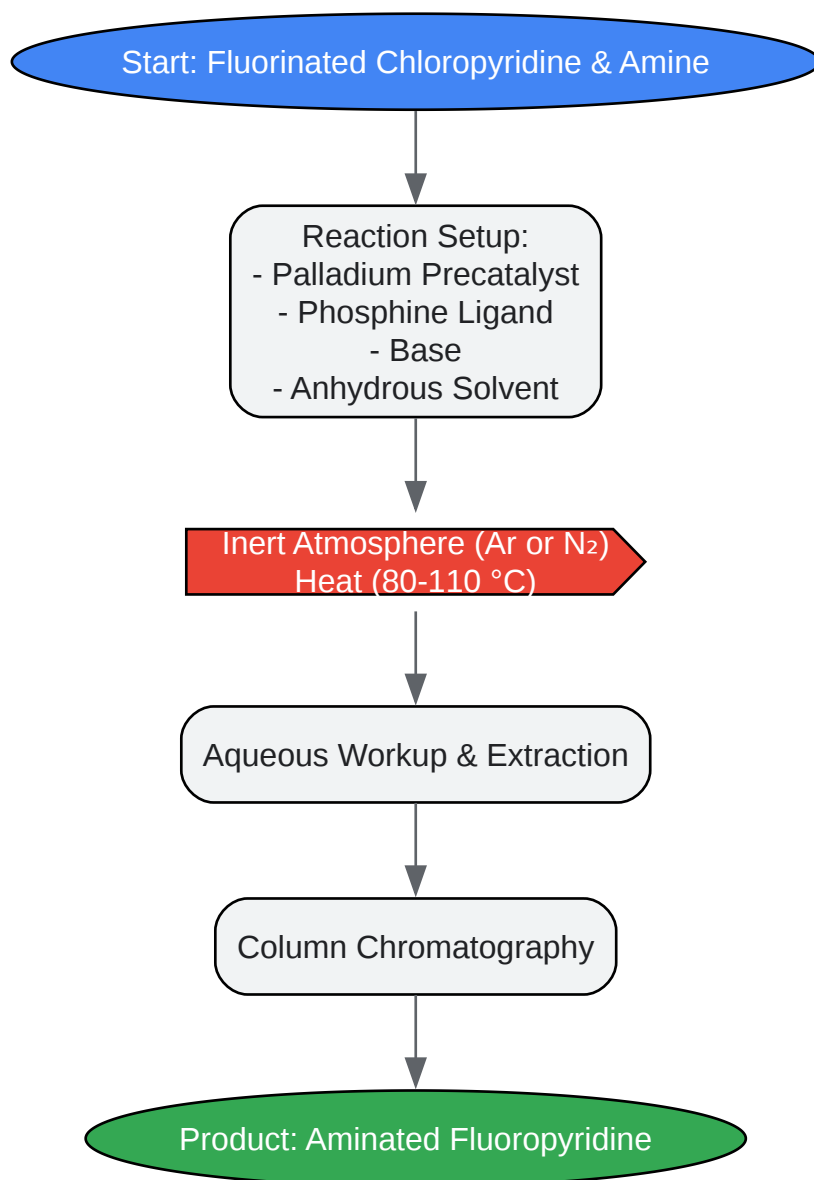 Start: Fluorinated Chloropyridine & Amine
Reaction Setup:
- Palladium Precatalyst
- Phosphine Ligand
- Base
- Anhydrous Solvent
Inert Atmosphere (Ar or N₂)
Heat (80-110 °C)
Aqueous Workup & Extraction
Column Chromatography
Product: Aminated Fluoropyridine